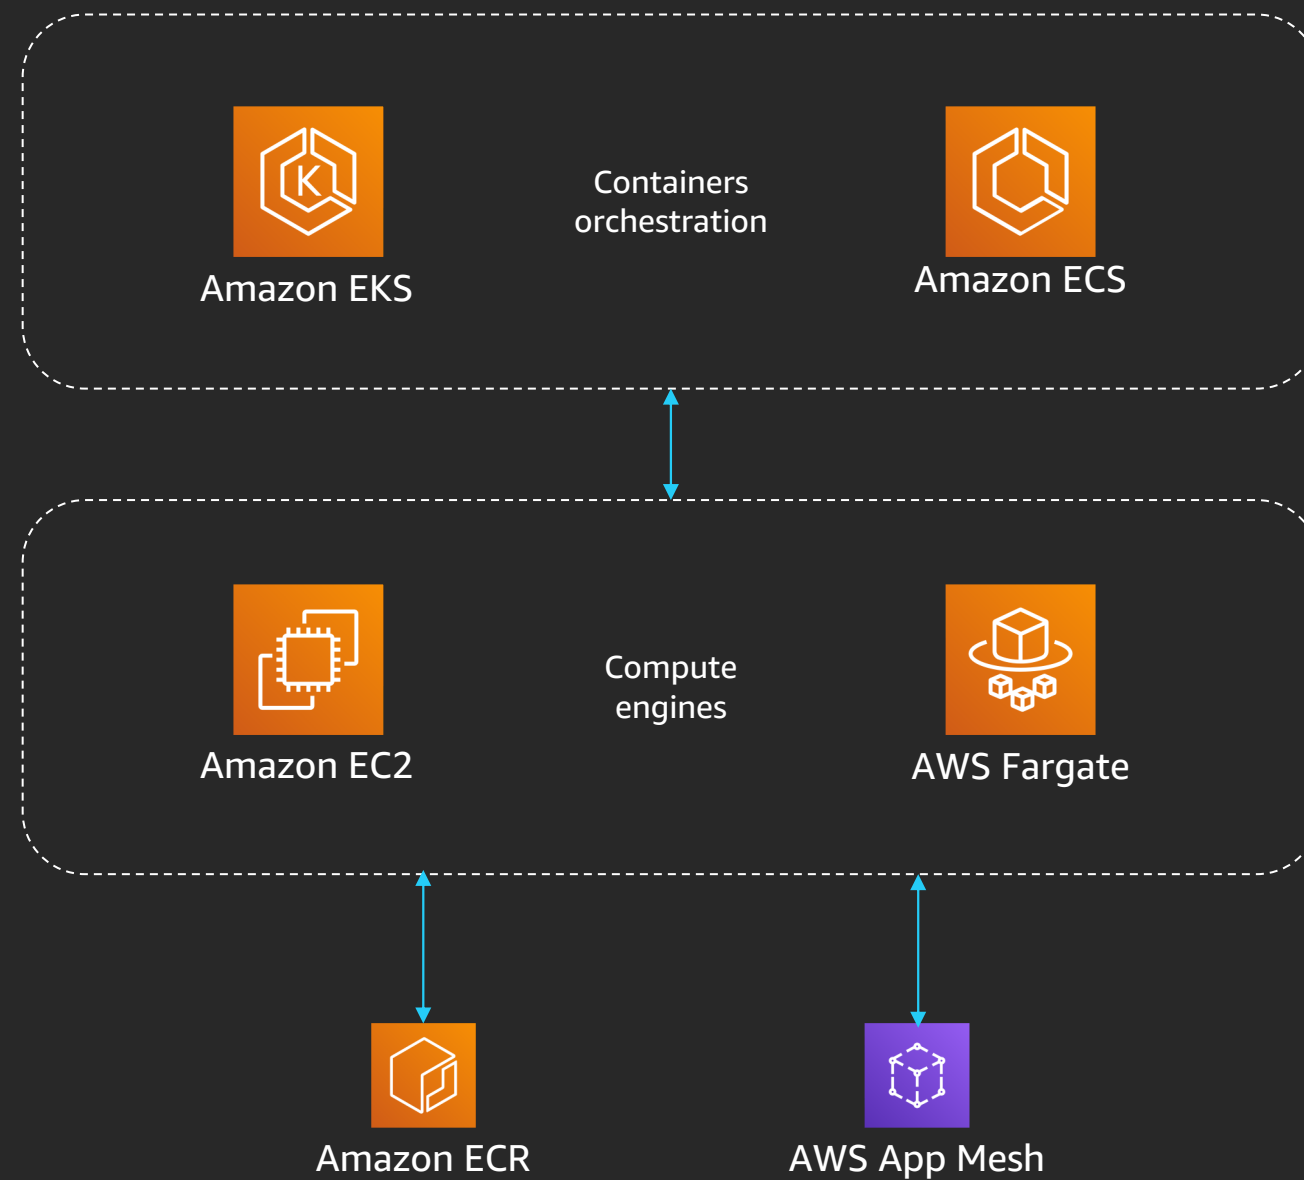 K
Containers
orchestration
Amazon EKS
Amazon ECS
Compute
engines
Amazon EC2
AWS Fargate
Amazon ECR
AWS App Mesh